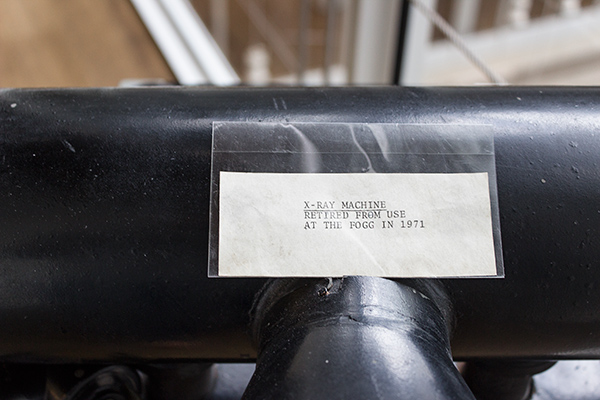 X-RAY MACHINE
RETIRED FROM USE
AT THE FOGG IN 1971